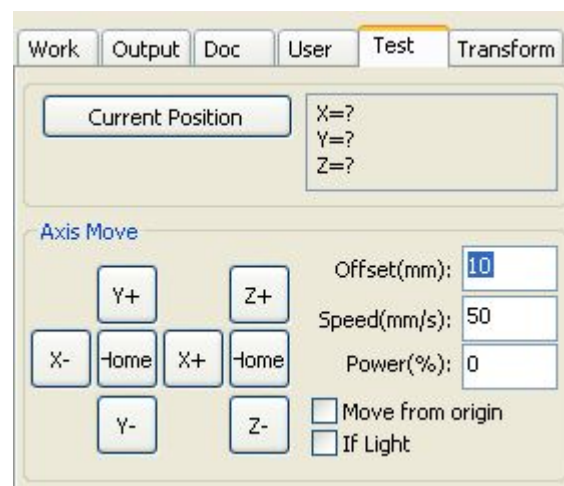 Work Output Doc User Test Transform
Current Position
X=?
Y=?
Z=?
Axis Move
Offset(mm): 10
Y+ Z+
Speed(mm/s): 50
X- Home X+ Home
Power(%): 0
Move from origin
Y- Z-
If Light